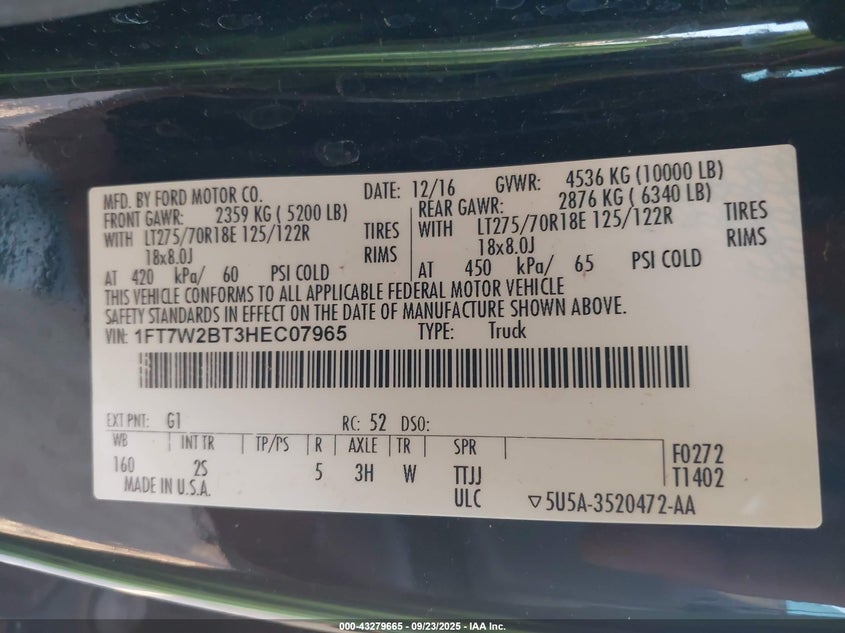 MFD. BY FORD MOTOR CO. DATE: 12/16 GVWR: 4536 KG (10000 LB)
FRONT GAWR: 2359 KG ( 5200 LB) REAR GAWR: 2876 KG ( 6340 LB)
WITH LT275/70R18E 125/122R TIRES WITH LT275/70R18E 125/122R TIRES
18x8.0J RIMS 18x8.0J RIMS
AT 420 kPa/ 60 PSI COLD AT 450 kPa/ 65 PSI COLD
THIS VEHICLE CONFORMS TO ALL APPLICABLE FEDERAL MOTOR VEHICLE
SAFETY STANDARDS IN EFFECT ON THE DATE OF MANUFACTURE SHOWN ABOVE.
VIN: 1FT7W2BT3HEC07965 TYPE: Truck
EXT PNT: G1 RC: 52 DSO:
WB INT TR TP/PS R AXLE TR SPR F0272
160 2S 5 3H W TTJJ T1402
MADE IN U.S.A. ULC ▽5U5A-3520472-AA
000-43279665 - 09/23/2025 - IAA Inc.